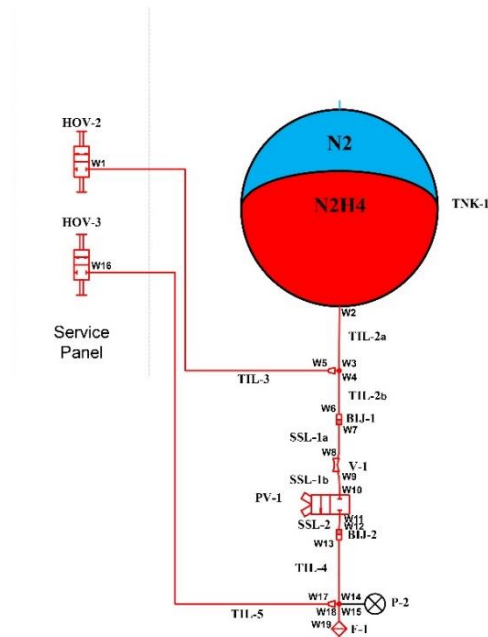 HOV-2
W1
N2
HOV-3
N2H4
TNK-1
W16
W2
Service
Panel
TIL-2a
W5 W3
TIL-3 W4
TIL-2b
W6
BIJ-1
W7
SSL-1a
W8
V-1
W9
SSL-1b
W10
PV-1
W11
SSL-2 W12
BIJ-2
W13
TIL-4
W17 W14
P-2
W18 W15
TIL-5
W19 F-1